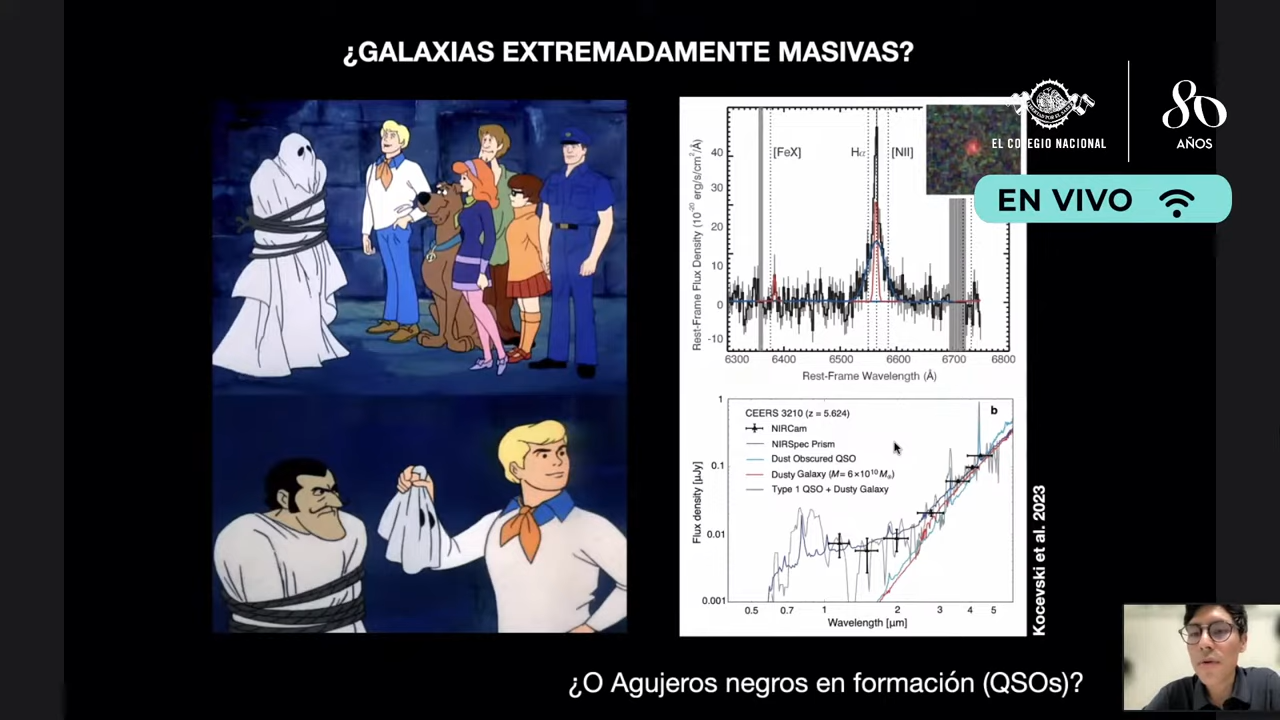 ¿GALAXIAS EXTREMADAMENTE MASIVAS?
EL COLEGIO NACIONAL
80
AÑOS
EN VIVO
[FeX]
Hα
[NII]
40
30
20
10
0
-10
Rest-Frame Flux Density (10⁻²⁰ erg/s/cm²/Å)
6300 6400 6500 6600 6700 6800
Rest-Frame Wavelength (Å)
b
CEERS 3210 (z = 5.624)
NIRCam
NIRSpec Prism
Dust Obscured QSO
Dusty Galaxy (M= 6×10¹⁰ M☉)
Type 1 QSO + Dusty Galaxy
1
0.1
0.01
0.001
Flux density [μJy]
0.5 0.7 1 2 3 4 5
Wavelength [μm]
Kocevski et al. 2023
¿O Agujeros negros en formación (QSOs)?